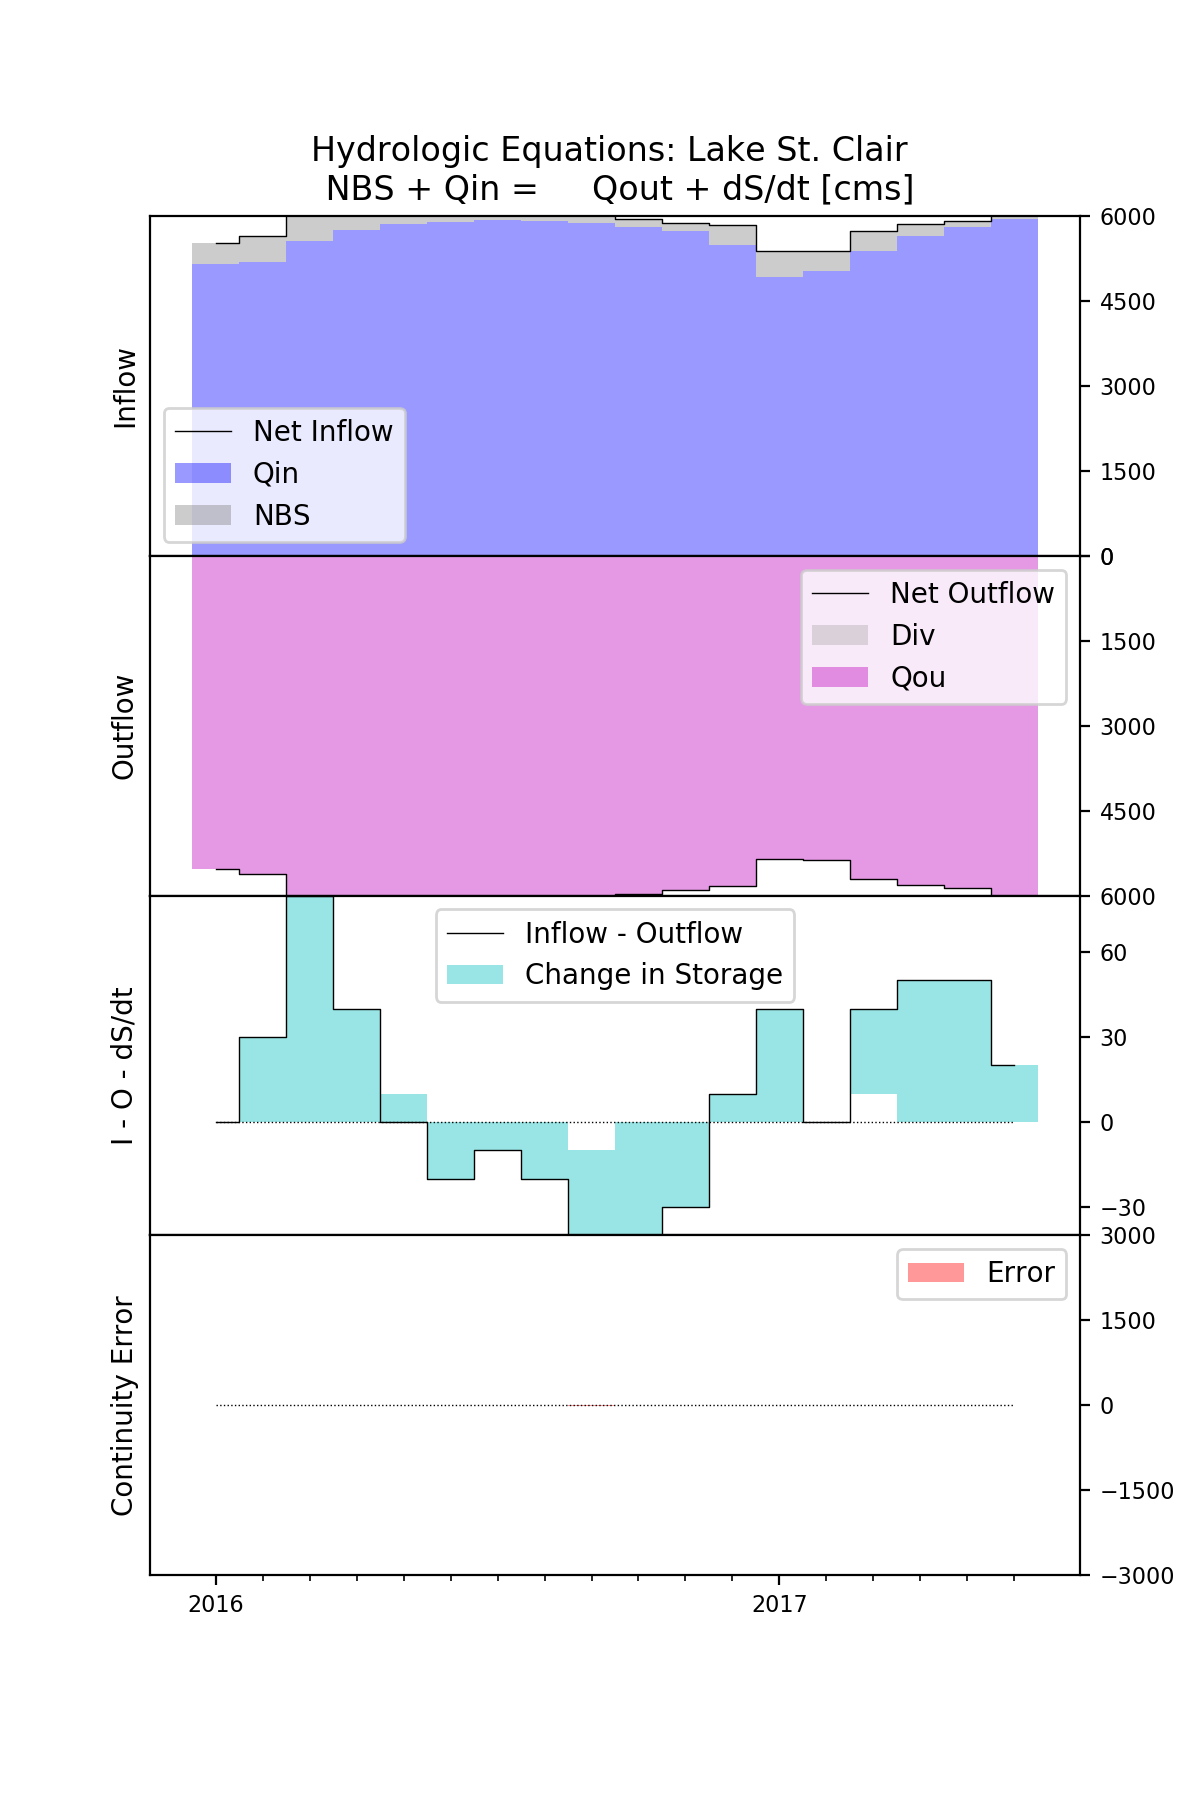 Hydrologic Equations: Lake St. Clair
NBS + Qin =     Qout + dS/dt [cms]
Inflow
6000
4500
3000
1500
0
Net Inflow
Qin
NBS
Outflow
1500
3000
4500
6000
Net Outflow
Div
Qou
I - O - dS/dt
60
30
0
−30
Inflow - Outflow
Change in Storage
Continuity Error
3000
1500
0
−1500
−3000
Error
2016
2017